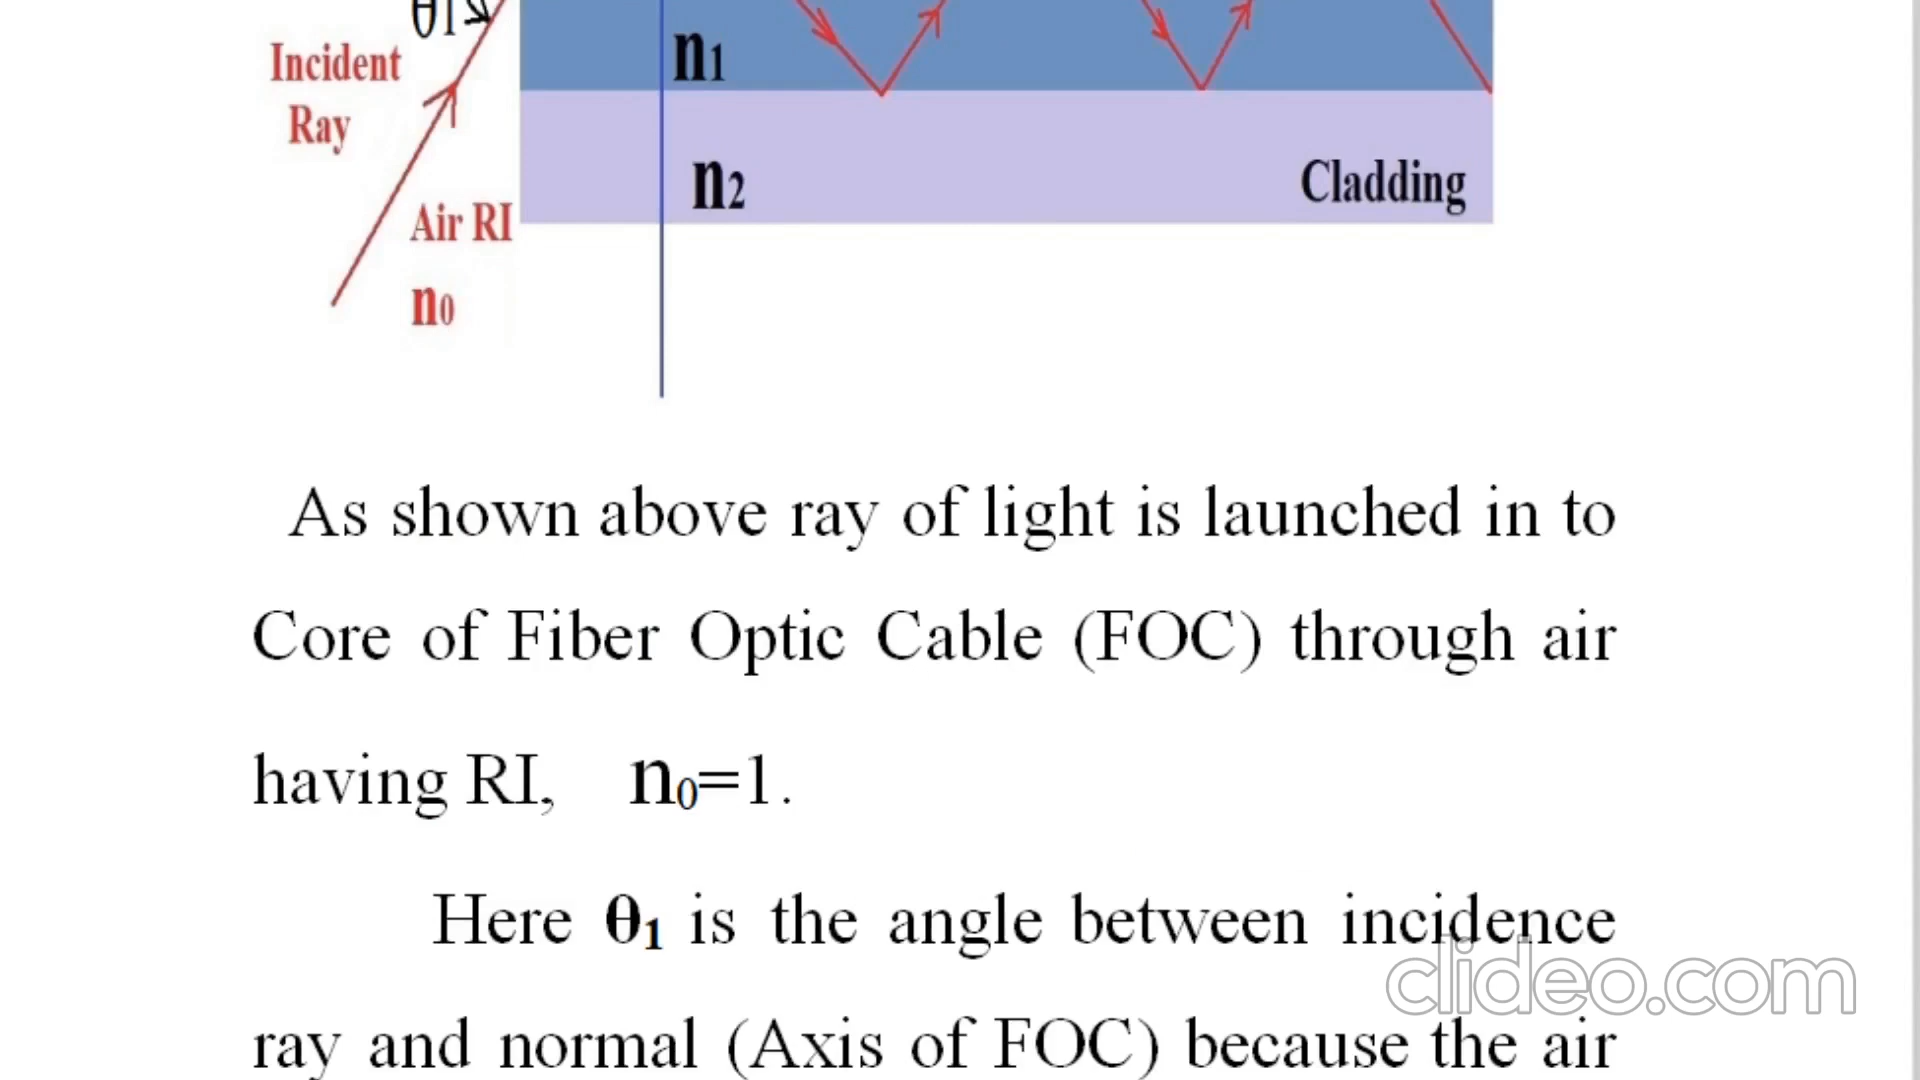 θ1
Incident
Ray
n1
n2
Cladding
Air RI
n0
As shown above ray of light is launched in to
Core of Fiber Optic Cable (FOC) through air
having RI, n0=1.
Here θ1 is the angle between incidence
clideo.com
ray and normal (Axis of FOC) because the air